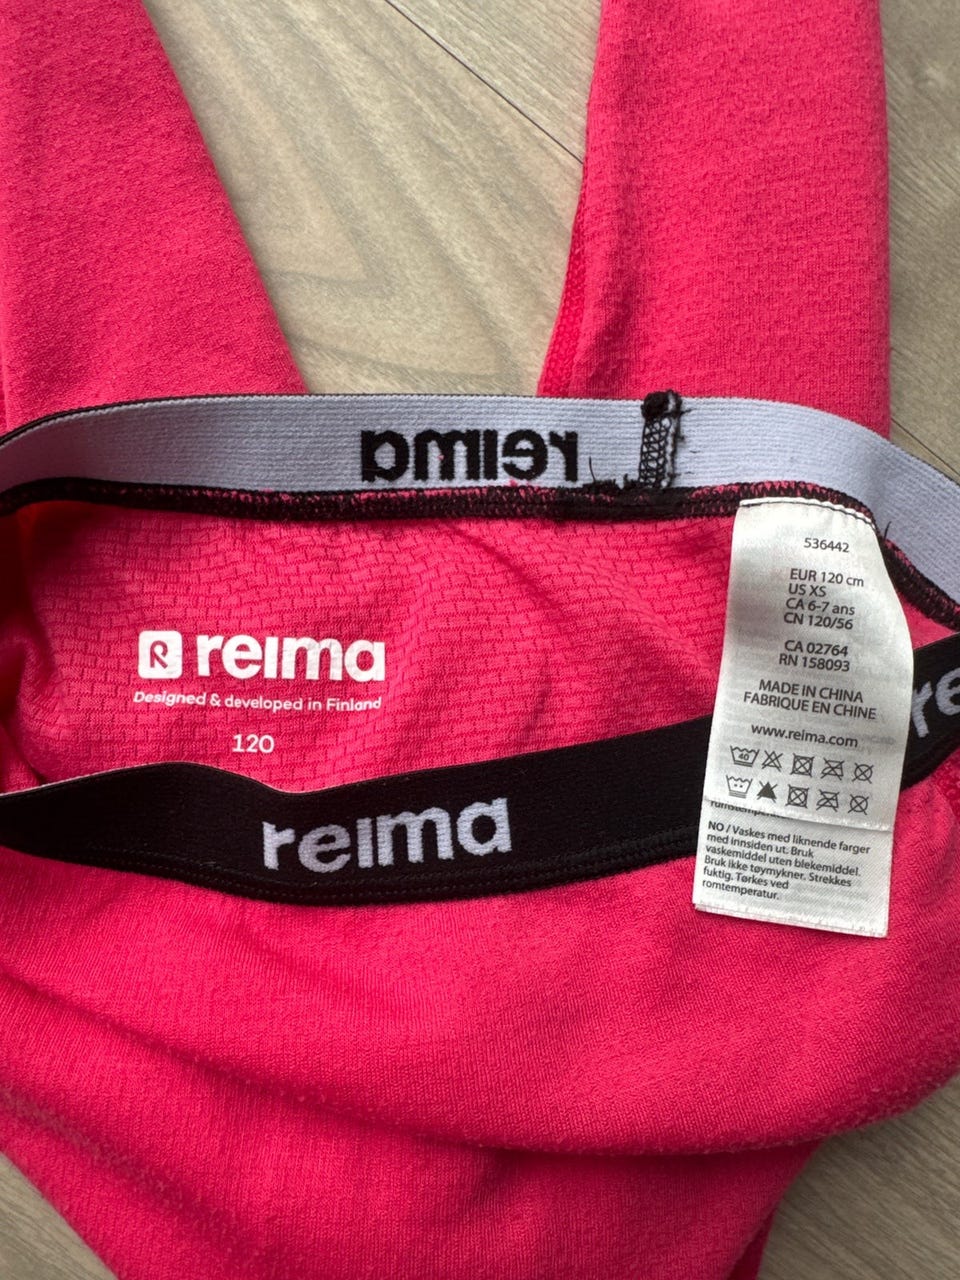 reima
536442
EUR 120 cm
US XS
CA 6-7 ans
CN 120/56
CA 02764
RN 158093
MADE IN CHINA
FABRIQUE EN CHINE
www.reima.com
40
reima
Designed & developed in Finland
120
re
reima
NO / Vaskes med liknende farger
med innsiden ut. Bruk
vaskemiddel uten blekemiddel.
Bruk ikke tøymykner. Strekkes
fuktig. Tørkes ved
romtemperatur.